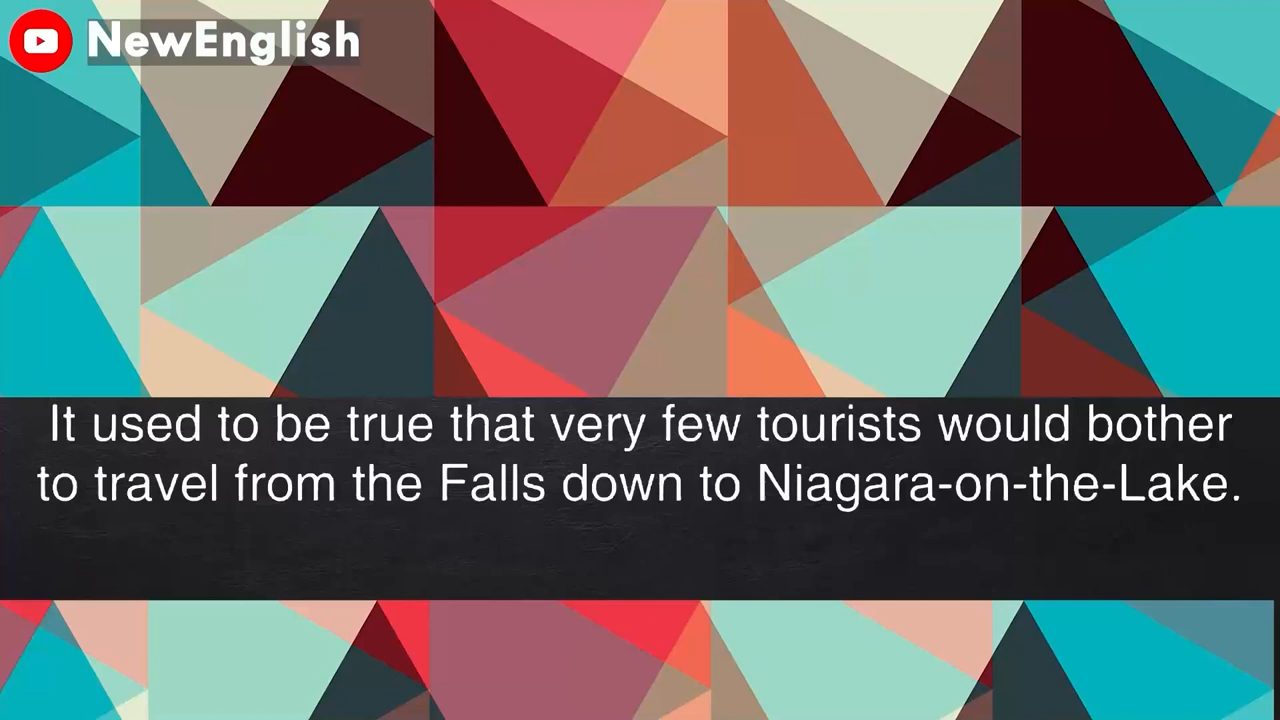 NewEnglish
It used to be true that very few tourists would bother
to travel from the Falls down to Niagara-on-the-Lake.